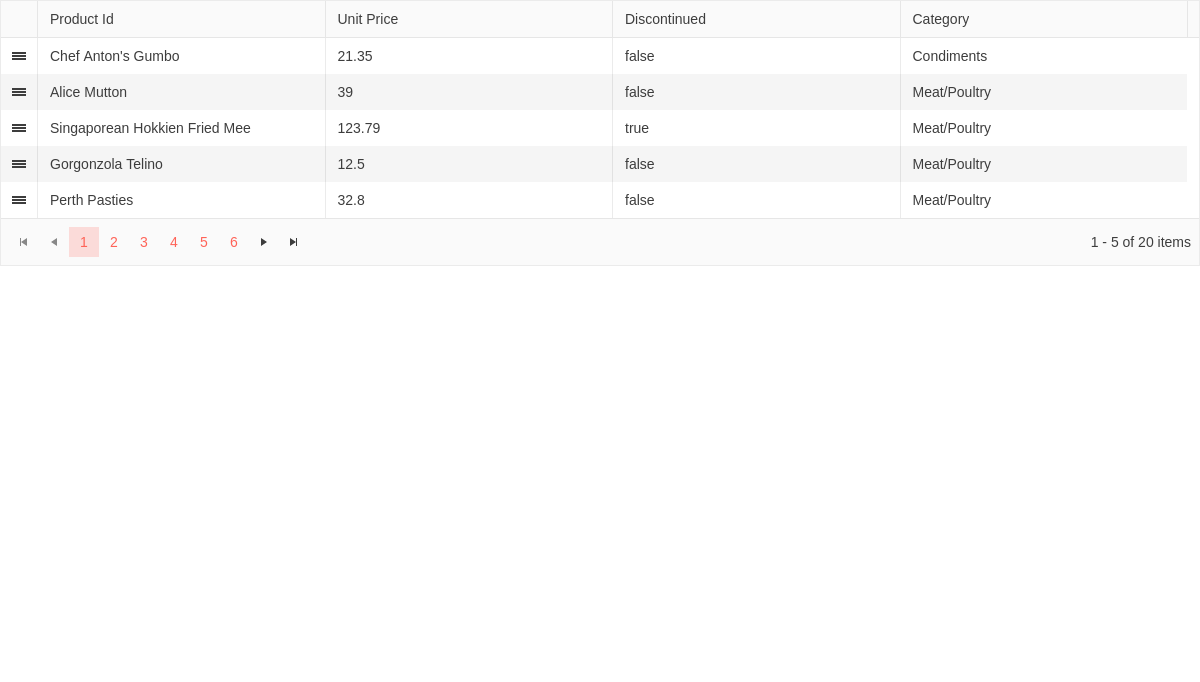 Product Id Unit Price Discontinued Category
Chef Anton's Gumbo 21.35 false Condiments
Alice Mutton 39 false Meat/Poultry
Singaporean Hokkien Fried Mee 123.79 true Meat/Poultry
Gorgonzola Telino 12.5 false Meat/Poultry
Perth Pasties 32.8 false Meat/Poultry
1 2 3 4 5 6 1 - 5 of 20 items